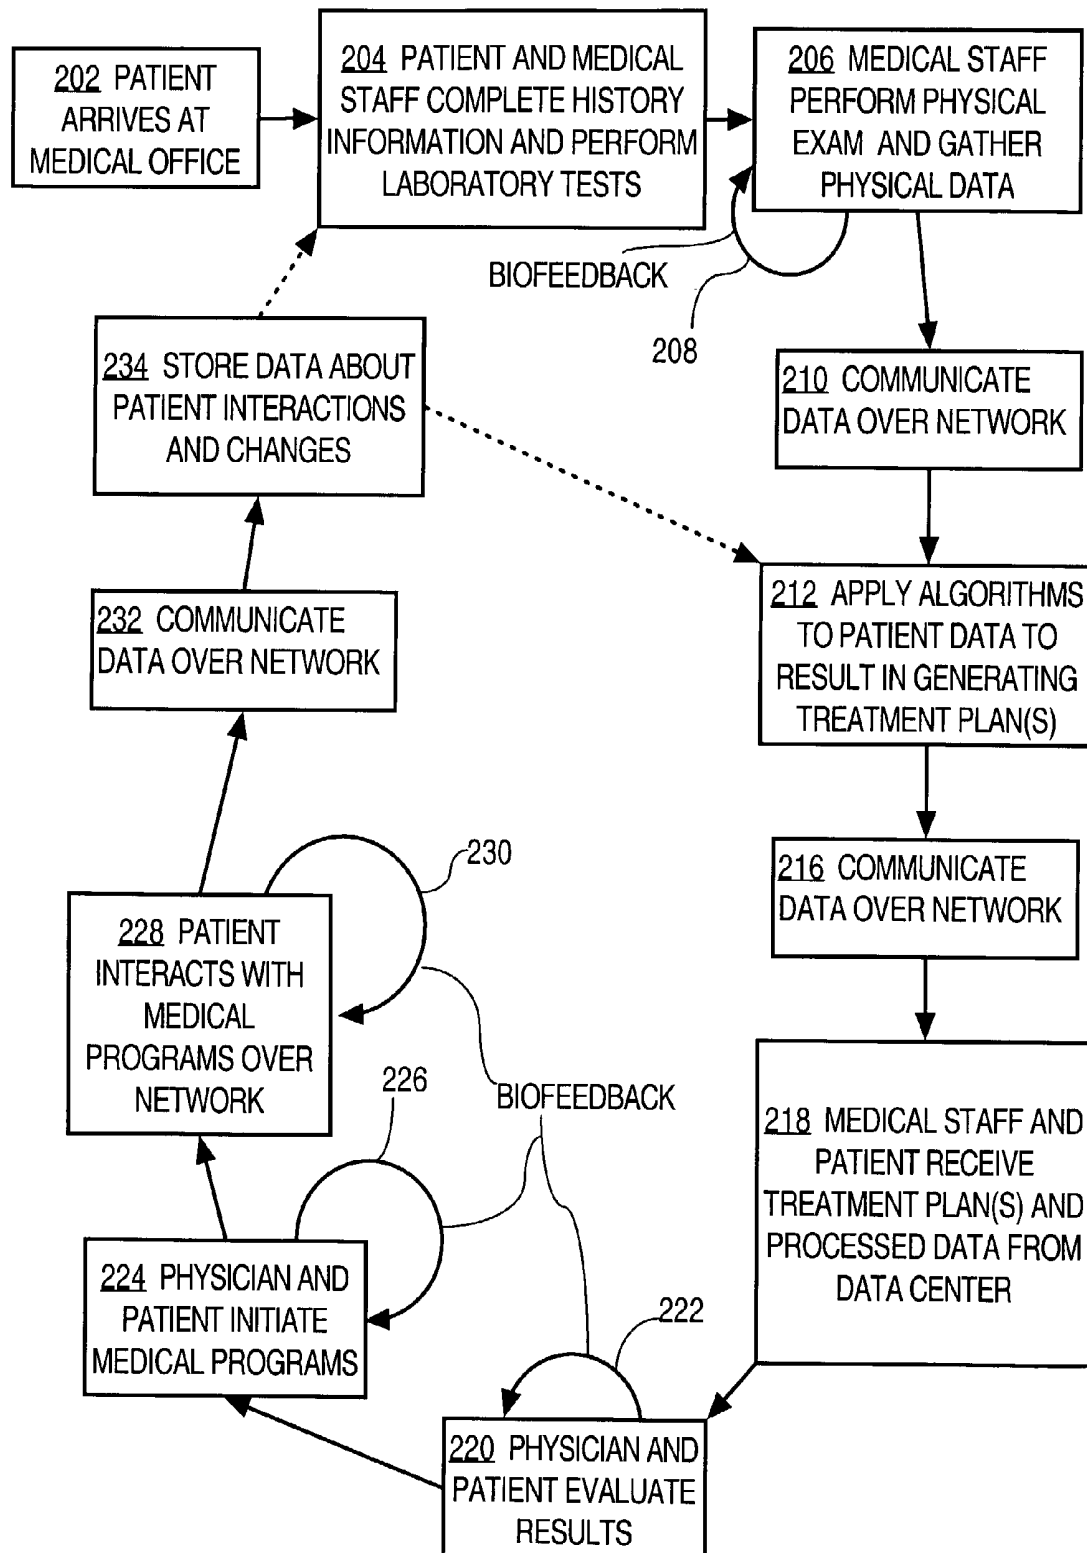 202 PATIENT
ARRIVES AT
MEDICAL OFFICE
204 PATIENT AND MEDICAL
STAFF COMPLETE HISTORY
INFORMATION AND PERFORM
LABORATORY TESTS
206 MEDICAL STAFF
PERFORM PHYSICAL
EXAM AND GATHER
PHYSICAL DATA
BIOFEEDBACK
208
210 COMMUNICATE
DATA OVER NETWORK
212 APPLY ALGORITHMS
TO PATIENT DATA TO
RESULT IN GENERATING
TREATMENT PLAN(S)
216 COMMUNICATE
DATA OVER NETWORK
218 MEDICAL STAFF AND
PATIENT RECEIVE
TREATMENT PLAN(S) AND
PROCESSED DATA FROM
DATA CENTER
220 PHYSICIAN AND
PATIENT EVALUATE
RESULTS
222
224 PHYSICIAN AND
PATIENT INITIATE
MEDICAL PROGRAMS
226
BIOFEEDBACK
228 PATIENT
INTERACTS WITH
MEDICAL
PROGRAMS OVER
NETWORK
230
232 COMMUNICATE
DATA OVER NETWORK
234 STORE DATA ABOUT
PATIENT INTERACTIONS
AND CHANGES